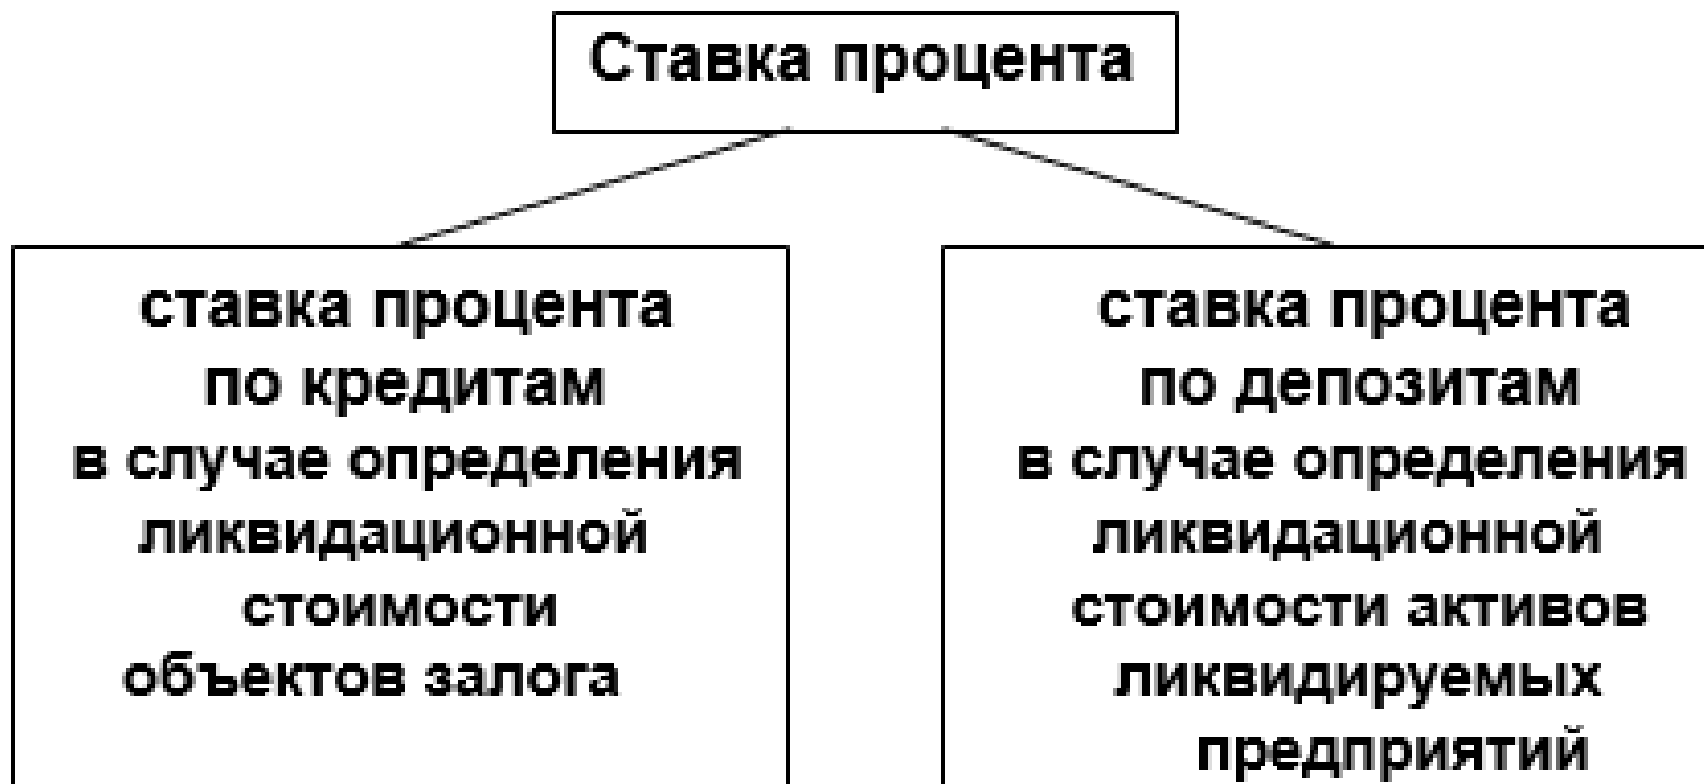 Ставка процента
ставка процента
по кредитам
в случае определения
ликвидационной
стоимости
объектов залога
ставка процента
по депозитам
в случае определения
ликвидационной
стоимости активов
ликвидируемых
предприятий